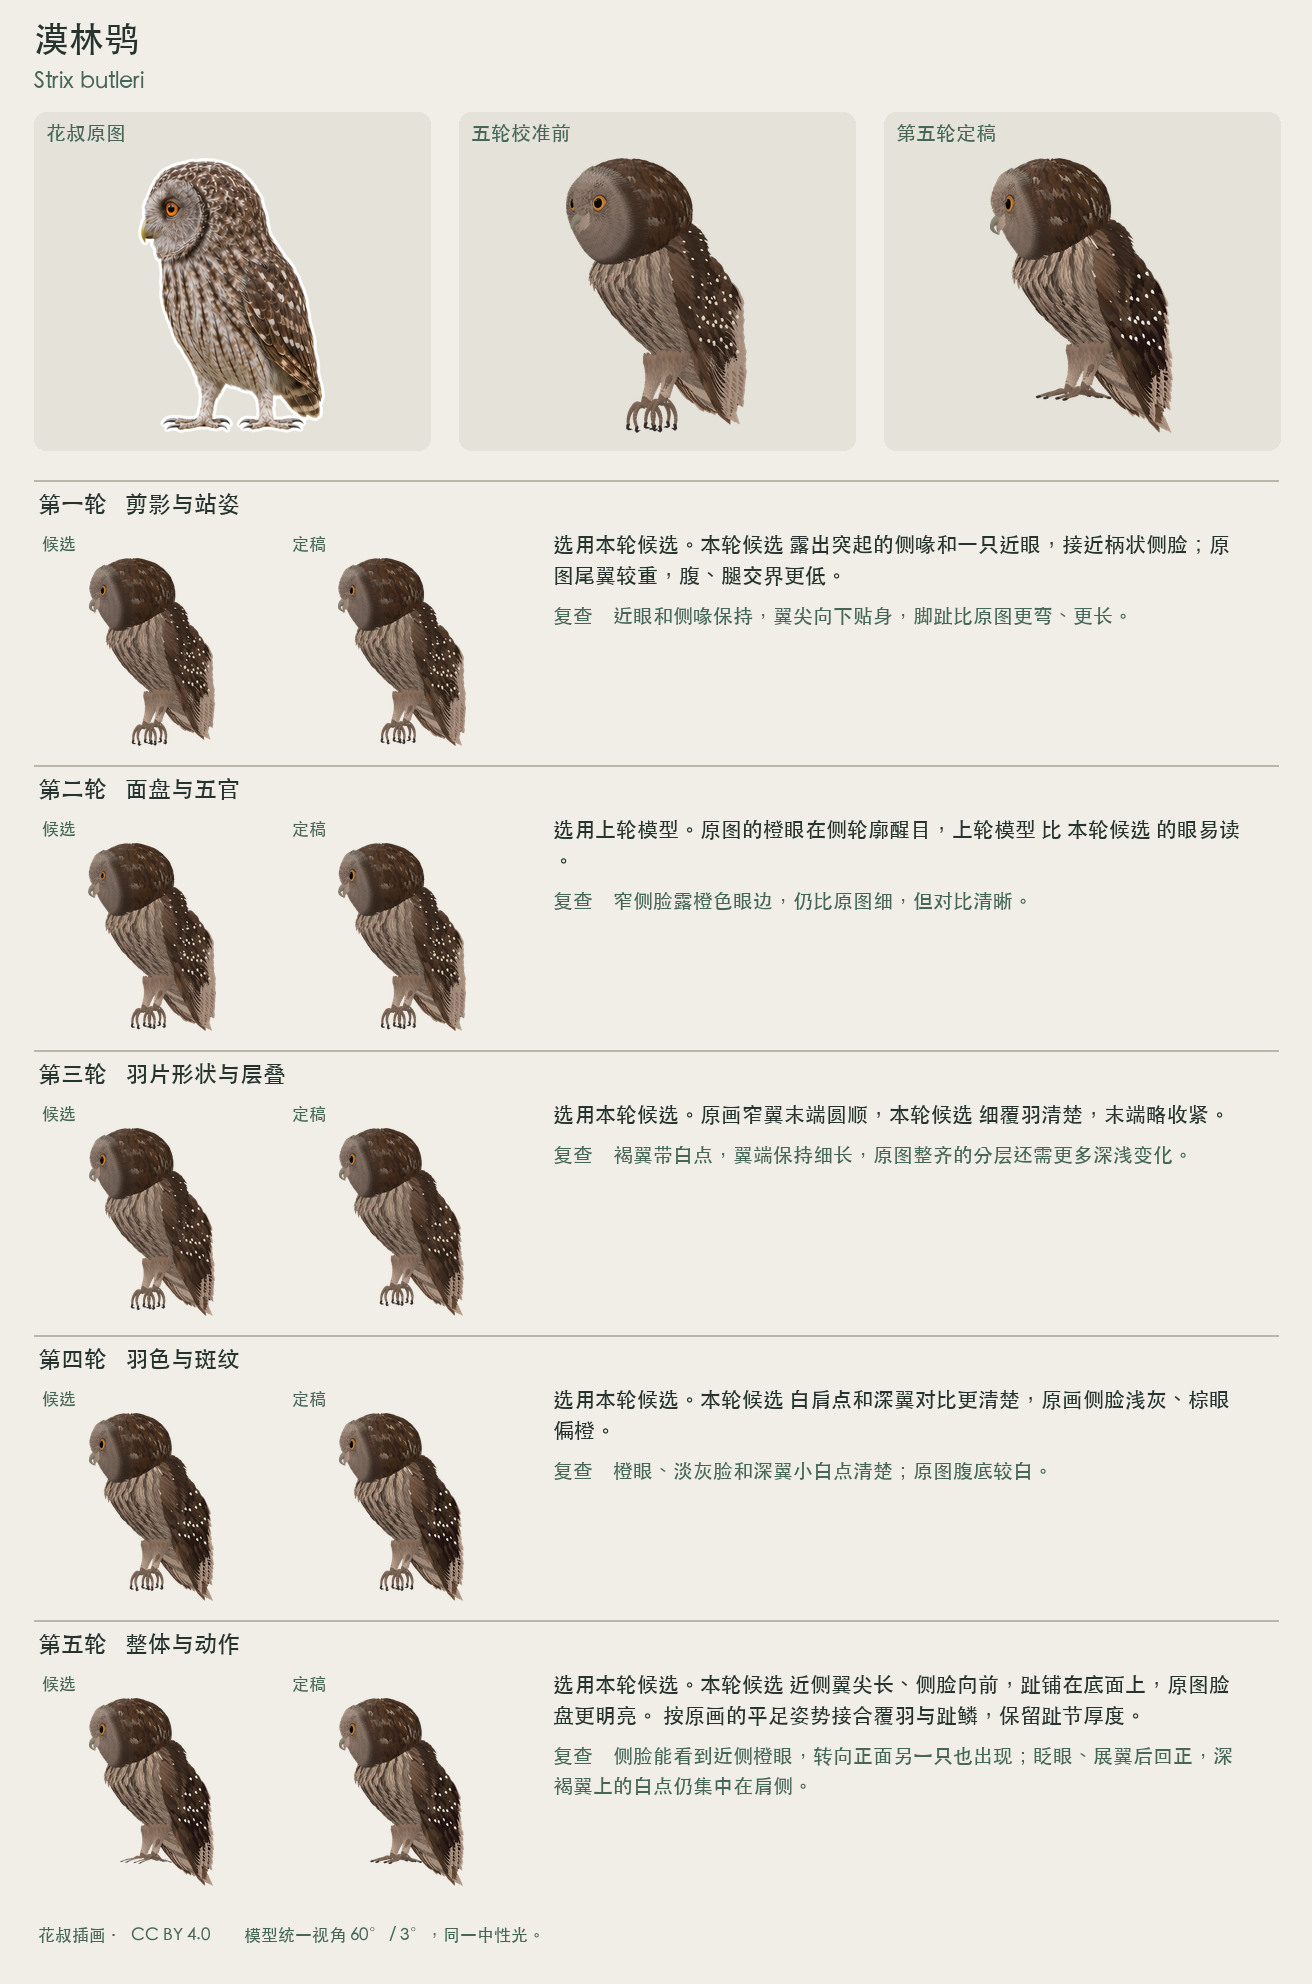 漠林鸮
Strix butleri
花叔原图
五轮校准前
第五轮定稿
第一轮 剪影与站姿
候选
定稿
选用本轮候选。本轮候选 露出突起的侧喙和一只近眼，接近柄状侧脸；原
图尾翼较重，腹、腿交界更低。
复查 近眼和侧喙保持，翼尖向下贴身，脚趾比原图更弯、更长。
第二轮 面盘与五官
候选
定稿
选用上轮模型。原图的橙眼在侧轮廓醒目，上轮模型 比 本轮候选 的眼易读
。
复查 窄侧脸露橙色眼边，仍比原图细，但对比清晰。
第三轮 羽片形状与层叠
候选
定稿
选用本轮候选。原画窄翼末端圆顺，本轮候选 细覆羽清楚，末端略收紧。
复查 褐翼带白点，翼端保持细长，原图整齐的分层还需更多深浅变化。
第四轮 羽色与斑纹
候选
定稿
选用本轮候选。本轮候选 白肩点和深翼对比更清楚，原画侧脸浅灰、棕眼
偏橙。
复查 橙眼、淡灰脸和深翼小白点清楚；原图腹底较白。
第五轮 整体与动作
候选
定稿
选用本轮候选。本轮候选 近侧翼尖长、侧脸向前，趾铺在底面上，原图脸
盘更明亮。 按原画的平足姿势接合覆羽与趾鳞，保留趾节厚度。
复查 侧脸能看到近侧橙眼，转向正面另一只也出现；眨眼、展翼后回正，深
褐翼上的白点仍集中在肩侧。
花叔插画 · CC BY 4.0 模型统一视角 60° / 3° ，同一中性光。